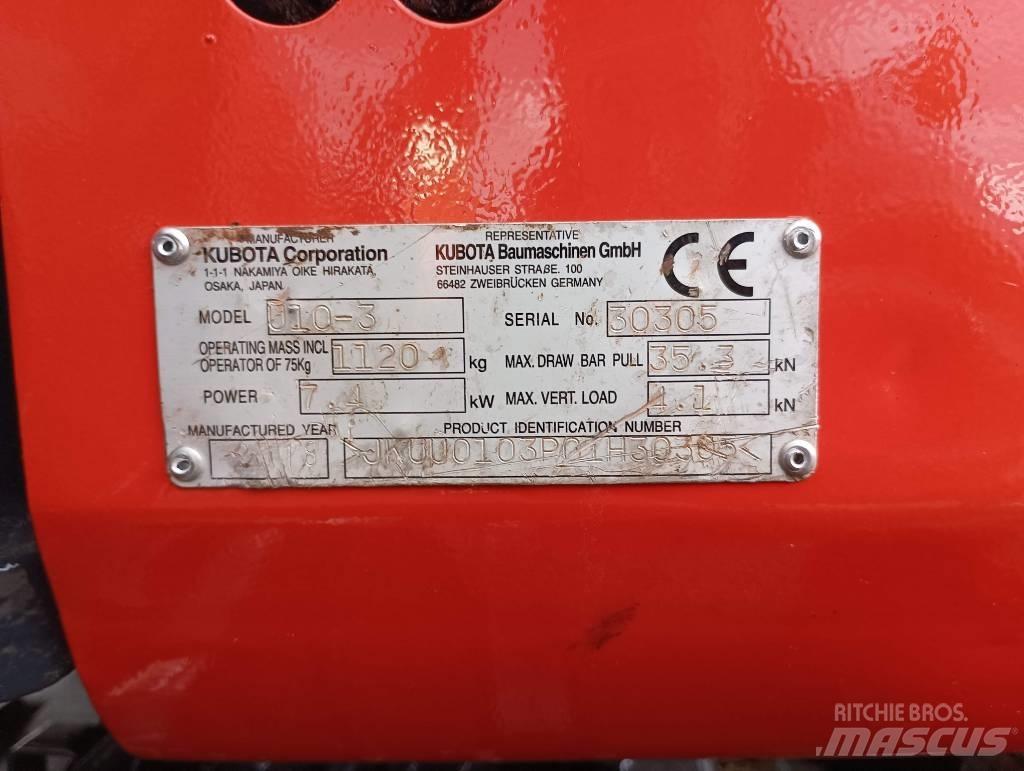 MANUFACTURER
KUBOTA Corporation
1-1-1 NAKAMIYA OIKE HIRAKATA,
OSAKA, JAPAN
REPRESENTATIVE
KUBOTA Baumaschinen GmbH
STEINHAUSER STRAßE. 100
66482 ZWEIBRÜCKEN GERMANY
CE
MODEL U10-3
SERIAL No. 30305
OPERATING MASS INCL
OPERATOR OF 75Kg 1120 kg
MAX. DRAW BAR PULL 35.3 kN
POWER 7.4 kW
MAX. VERT. LOAD kN
MANUFACTURED YEAR
PRODUCT IDENTIFICATION NUMBER
JKUU0103P01H30305
RITCHIE BROS.
MASCUS